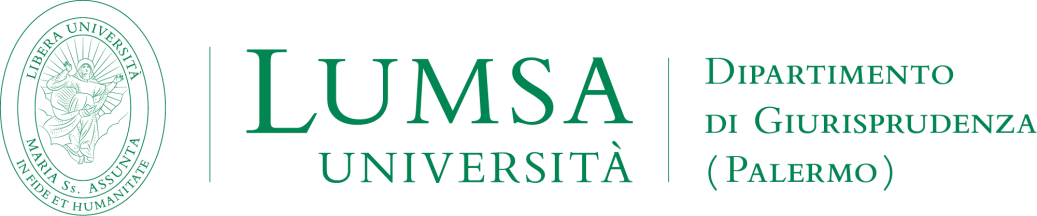 LIBERA UNIVERSITÀ
MARIA Ss. ASSUNTA
IN FIDE ET HUMANITATE
LUMSA
UNIVERSITÀ
DIPARTIMENTO
DI GIURISPRUDENZA
(PALERMO)